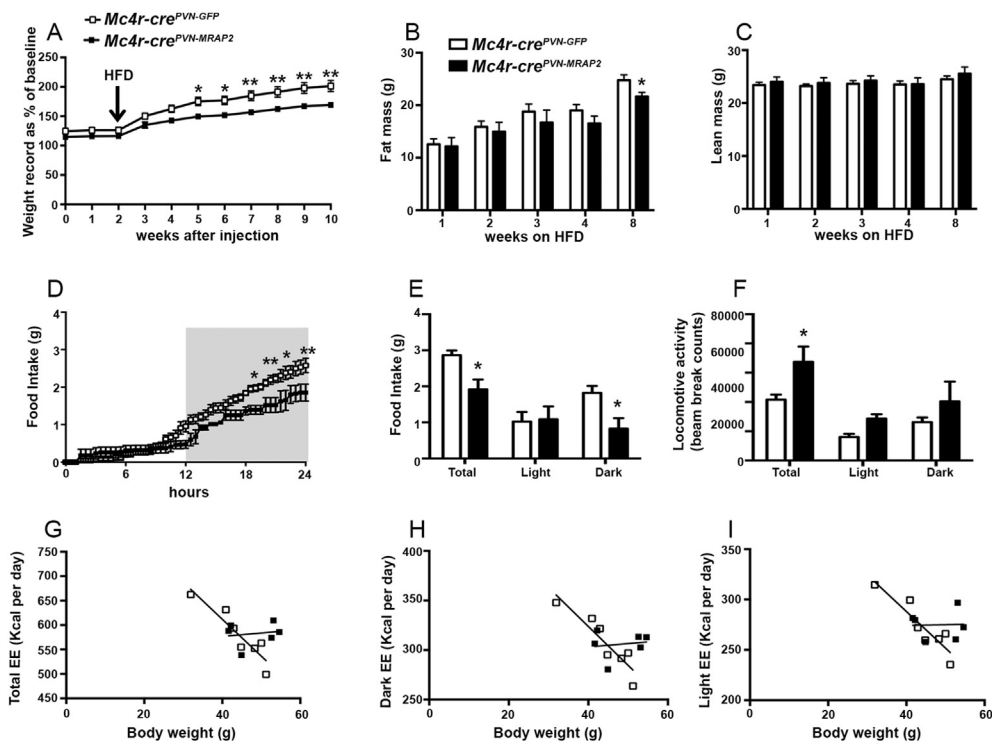 A
Mc4r-cre^PVN-GFP
Mc4r-cre^PVN-MRAP2
HFD
* * ** ** ** **
Weight record as % of baseline
250
200
150
100
50
0
0 1 2 3 4 5 6 7 8 9 10
weeks after injection
B
Mc4r-cre^PVN-GFP
Mc4r-cre^PVN-MRAP2
*
Fat mass (g)
30
20
10
0
1 2 3 4 8
weeks on HFD
C
Lean mass (g)
30
20
10
0
1 2 3 4 8
weeks on HFD
D
Food Intake (g)
4
3
2
1
0
* ** * **
0 6 12 18 24
hours
E
Food Intake (g)
4
3
2
1
0
* *
Total Light Dark
F
Locomotive activity
(beam break counts)
80000
60000
40000
20000
0
*
Total Light Dark
G
Total EE (Kcal per day)
750
700
650
600
550
500
450
0 20 40 60
Body weight (g)
H
Dark EE (Kcal per day)
400
350
300
250
0 20 40 60
Body weight (g)
I
Light EE (Kcal per day)
350
300
250
200
0 20 40 60
Body weight (g)